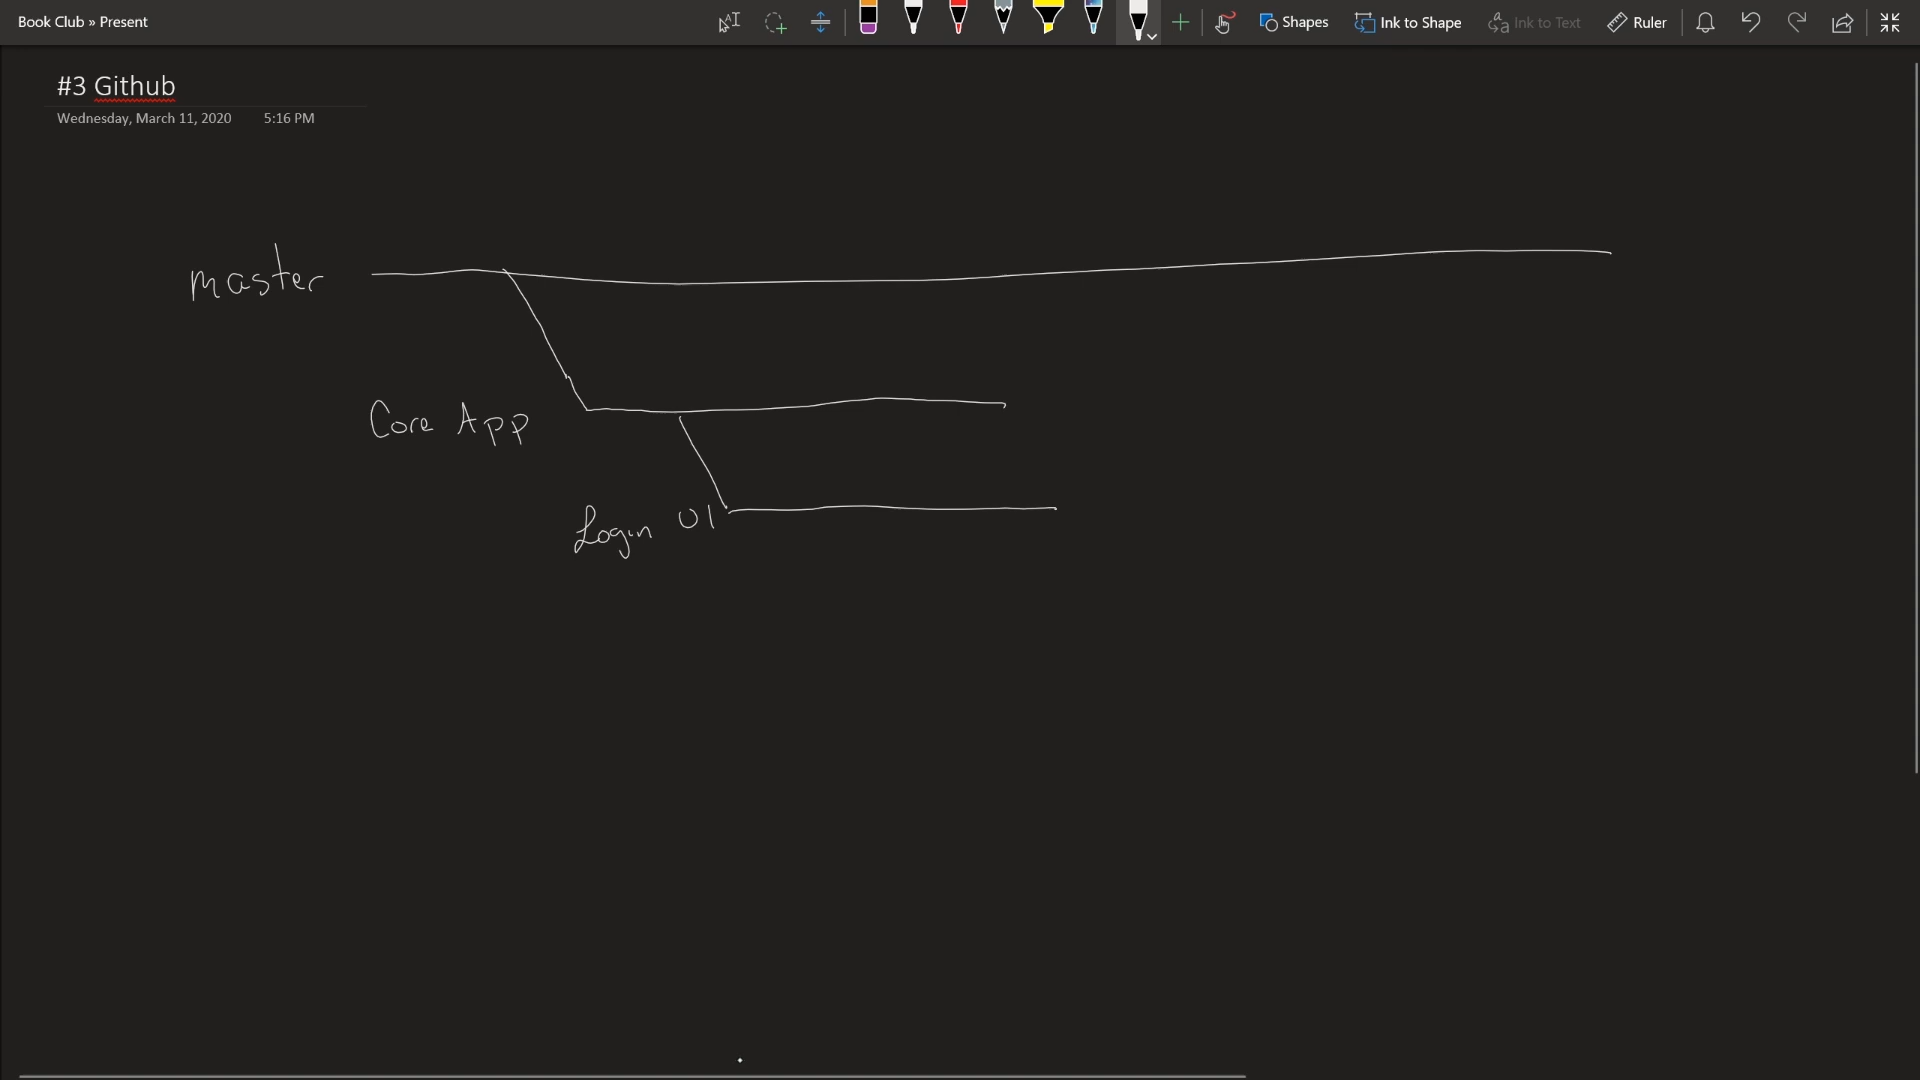 Book Club » Present
Shapes
Ink to Shape
Ink to Text
Ruler
#3 Github
Wednesday, March 11, 2020 5:16 PM
master
Core App
Login UI